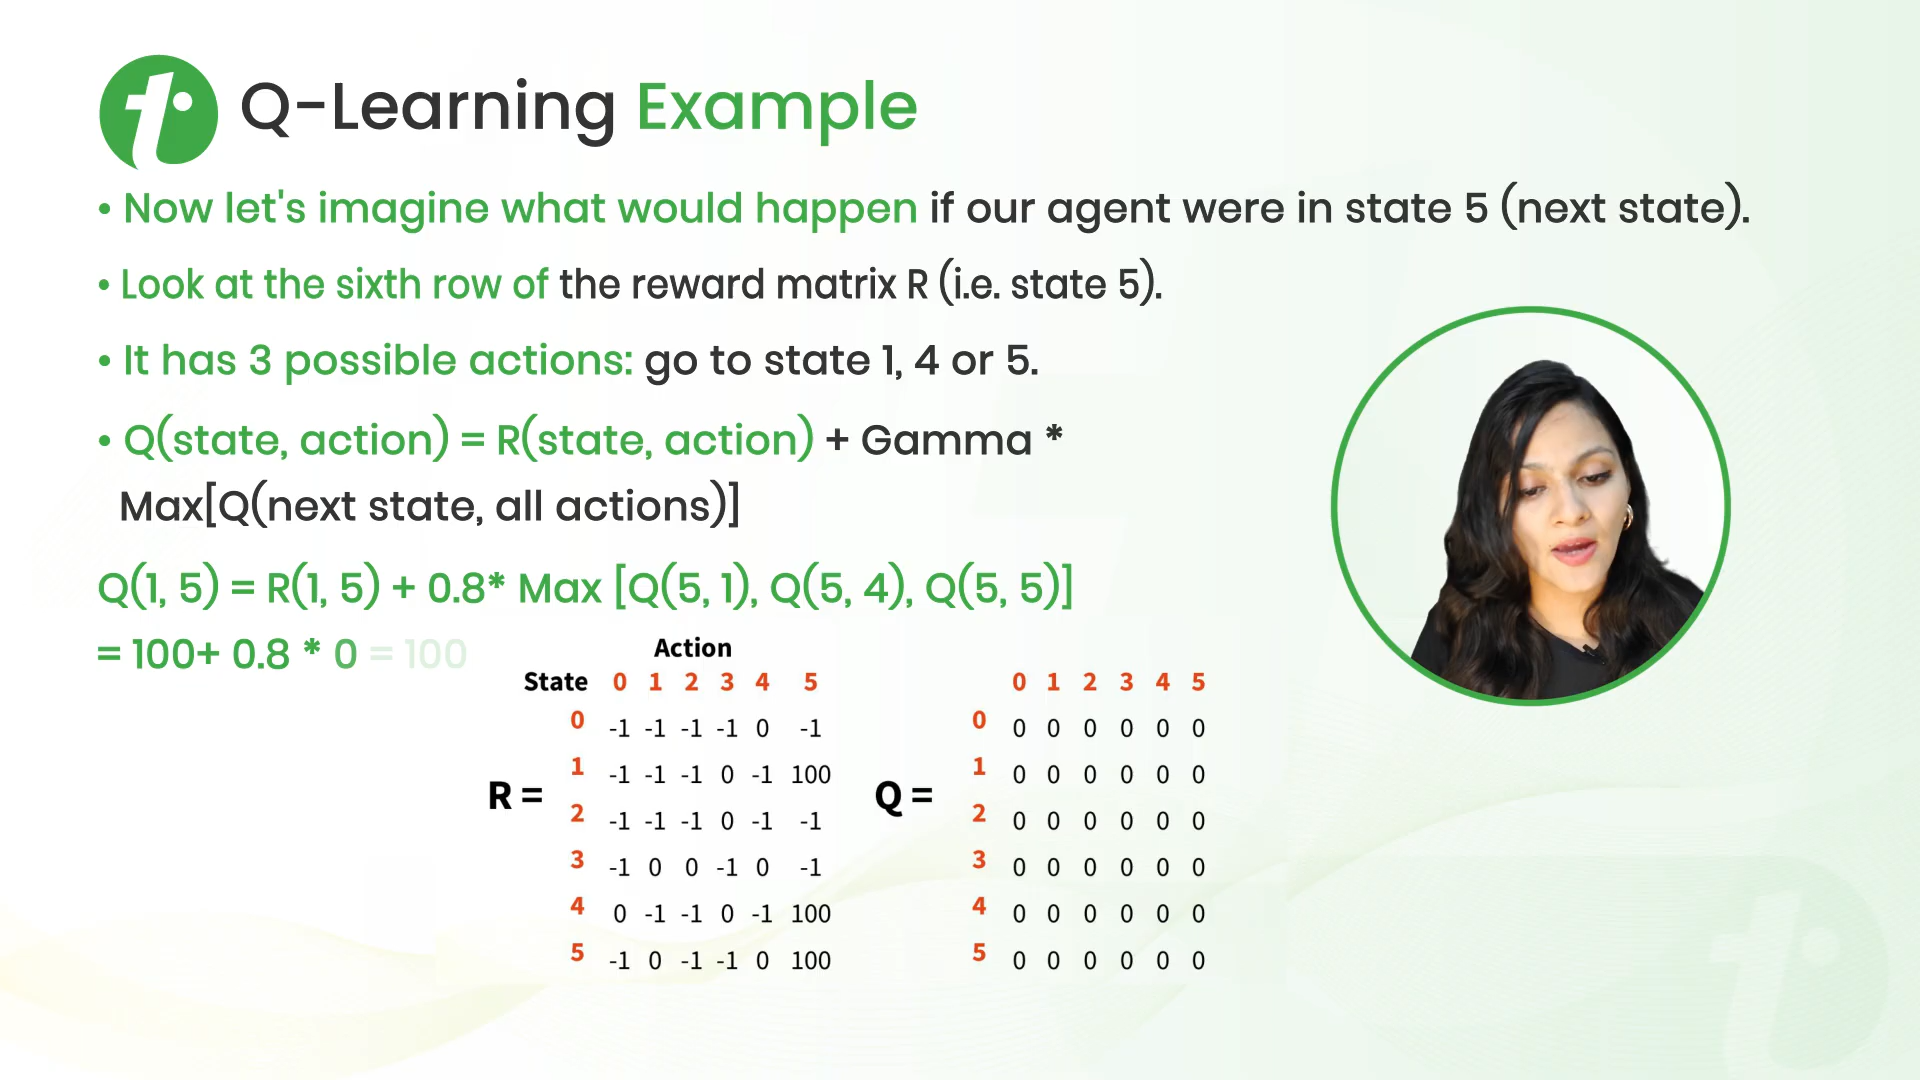 Q-Learning Example
• Now let's imagine what would happen if our agent were in state 5 (next state).
• Look at the sixth row of the reward matrix R (i.e. state 5).
• It has 3 possible actions: go to state 1, 4 or 5.
• Q(state, action) = R(state, action) + Gamma *
Max[Q(next state, all actions)]
Q(1, 5) = R(1, 5) + 0.8* Max [Q(5, 1), Q(5, 4), Q(5, 5)]
= 100+ 0.8 * 0 = 100
Action
State 0 1 2 3 4 5
0 -1 -1 -1 -1 0 -1
1 -1 -1 -1 0 -1 100
R =
2 -1 -1 -1 0 -1 -1
3 -1 0 0 -1 0 -1
4 0 -1 -1 0 -1 100
5 -1 0 -1 -1 0 100
0 1 2 3 4 5
0 0 0 0 0 0 0
1 0 0 0 0 0 0
Q =
2 0 0 0 0 0 0
3 0 0 0 0 0 0
4 0 0 0 0 0 0
5 0 0 0 0 0 0